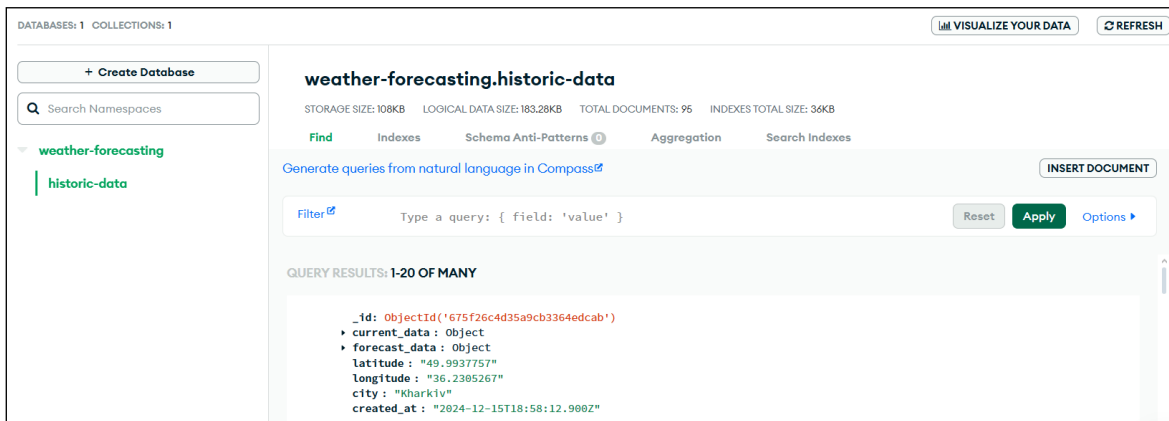 DATABASES: 1 COLLECTIONS: 1
VISUALIZE YOUR DATA
REFRESH
+ Create Database
Search Namespaces
weather-forecasting
historic-data
weather-forecasting.historic-data
STORAGE SIZE: 108KB LOGICAL DATA SIZE: 183.28KB TOTAL DOCUMENTS: 95 INDEXES TOTAL SIZE: 36KB
Find Indexes Schema Anti-Patterns 0 Aggregation Search Indexes
Generate queries from natural language in Compass
INSERT DOCUMENT
Filter Type a query: { field: 'value' } Reset Apply Options
QUERY RESULTS: 1-20 OF MANY
_id: ObjectId('675f26c4d35a9cb3364edcab')
current_data : Object
forecast_data : Object
latitude : "49.9937757"
longitude : "36.2305267"
city : "Kharkiv"
created_at : "2024-12-15T18:58:12.900Z"